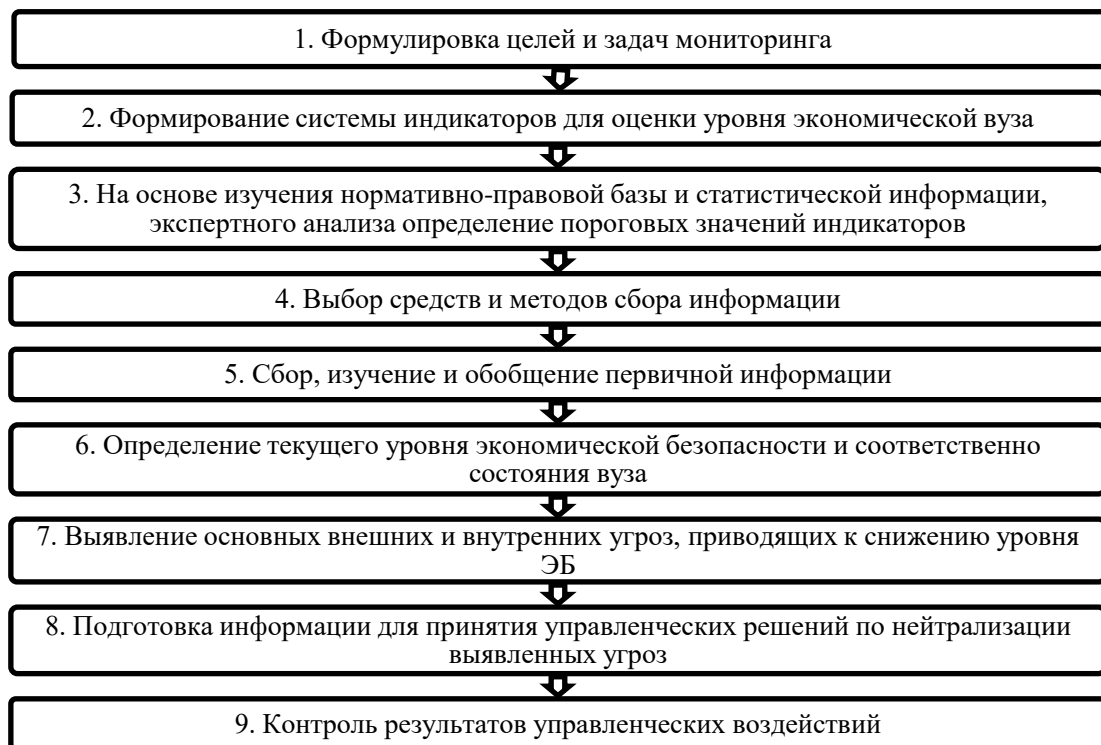 1. Формулировка целей и задач мониторинга
2. Формирование системы индикаторов для оценки уровня экономической вуза
3. На основе изучения нормативно-правовой базы и статистической информации,
экспертного анализа определение пороговых значений индикаторов
4. Выбор средств и методов сбора информации
5. Сбор, изучение и обобщение первичной информации
6. Определение текущего уровня экономической безопасности и соответственно
состояния вуза
7. Выявление основных внешних и внутренних угроз, приводящих к снижению уровня
ЭБ
8. Подготовка информации для принятия управленческих решений по нейтрализации
выявленных угроз
9. Контроль результатов управленческих воздействий